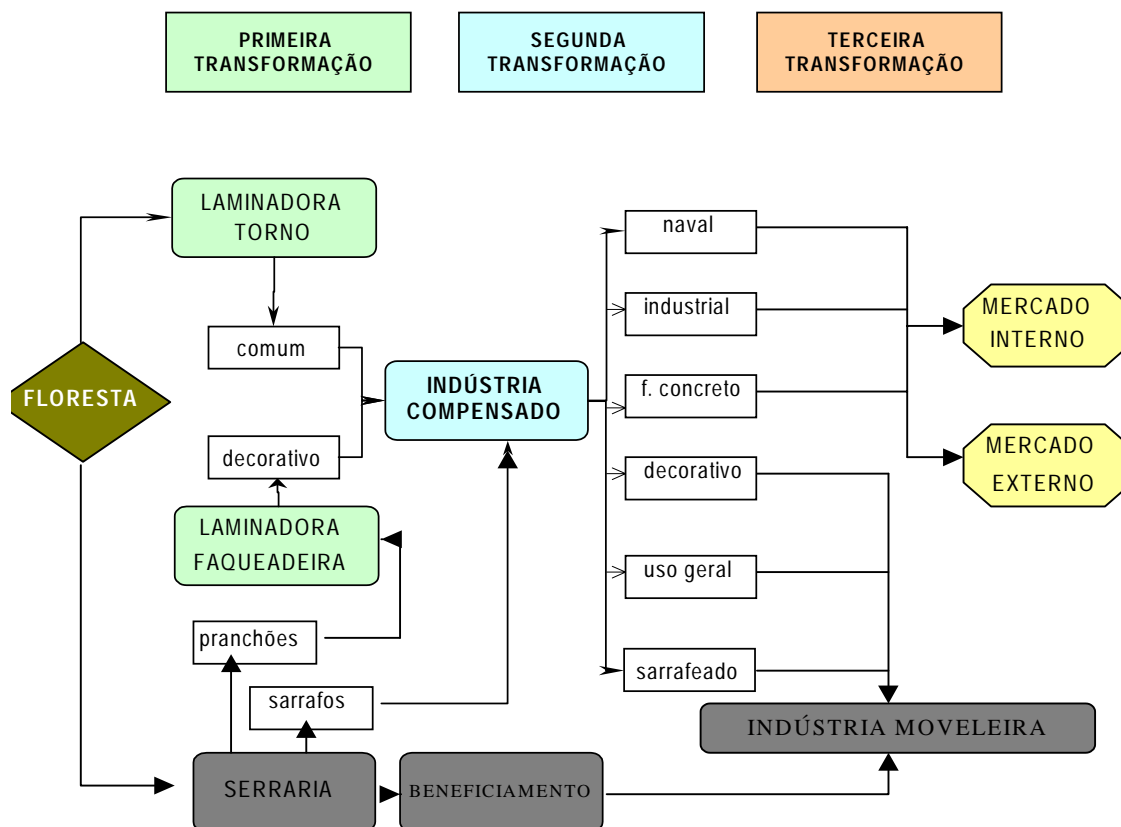 PRIMEIRA
TRANSFORMAÇÃO
SEGUNDA
TRANSFORMAÇÃO
TERCEIRA
TRANSFORMAÇÃO
LAMINADORA
TORNO
comum
FLORESTA
decorativo
LAMINADORA
FAQUEADEIRA
pranchões
sarrafos
SERRARIA
BENEFICIAMENTO
INDÚSTRIA
COMPENSADO
naval
industrial
f. concreto
decorativo
uso geral
sarrafeado
MERCADO
INTERNO
MERCADO
EXTERNO
INDÚSTRIA MOVELEIRA